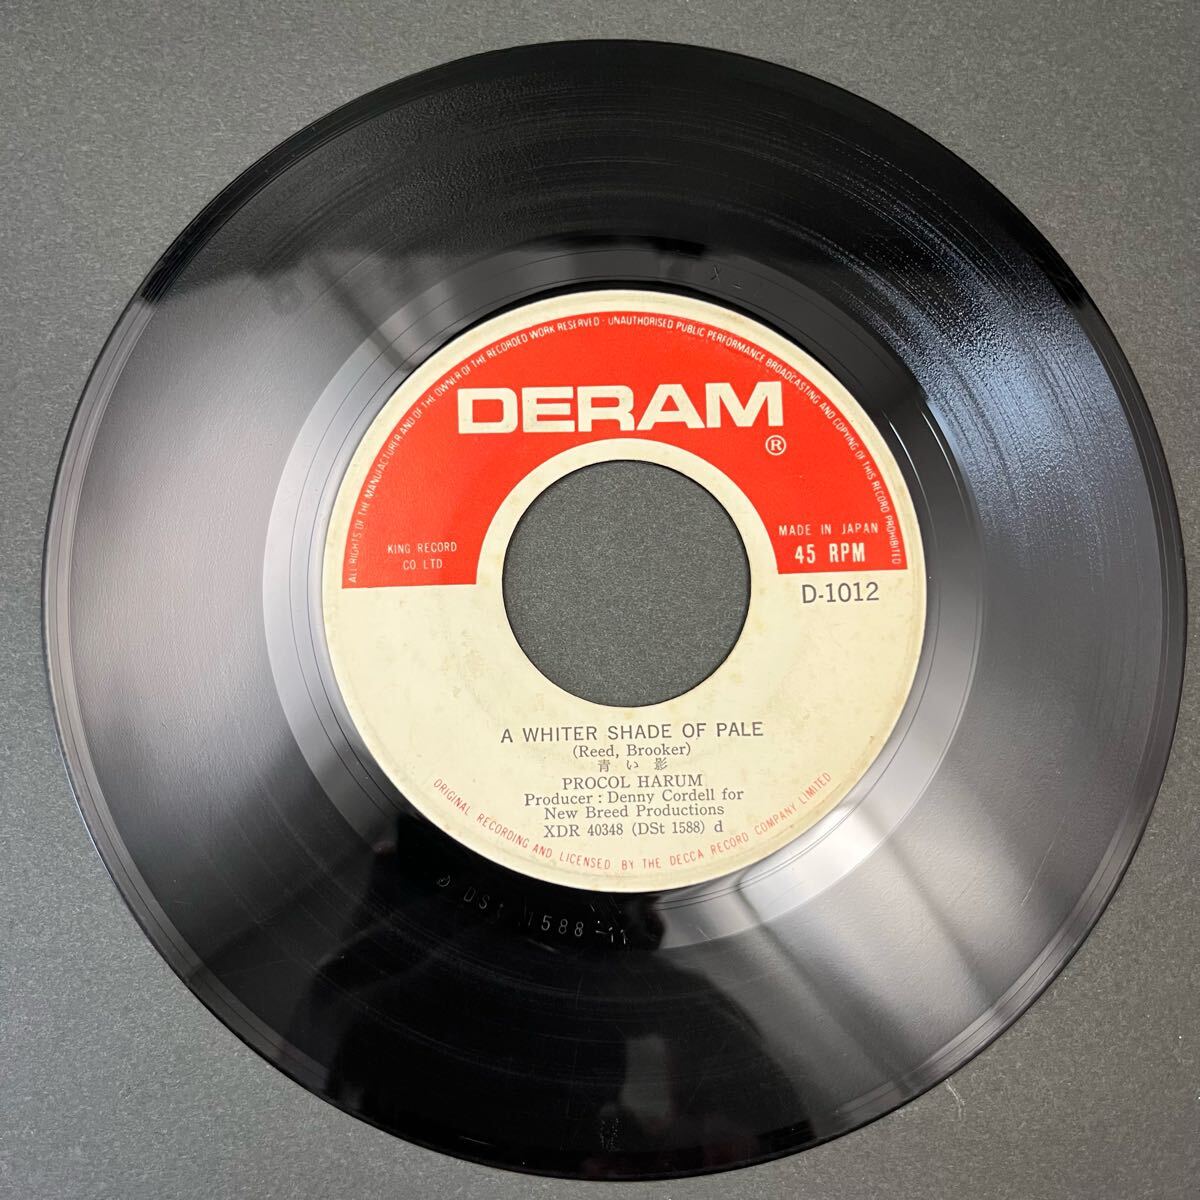 ALL RIGHTS OF THE MANUFACTURER AND OF THE OWNER OF THE RECORDED WORK RESERVED · UNAUTHORISED PUBLIC PERFORMANCE BROADCASTING AND COPYING OF THIS RECORD PROHIBITED
DERAM
®
KING RECORD
CO LTD
MADE IN JAPAN
45 RPM
D-1012
A WHITER SHADE OF PALE
(Reed, Brooker)
青い影
PROCOL HARUM
Producer : Denny Cordell for
New Breed Productions
XDR 40348 (DSt 1588) d
ORIGINAL RECORDING AND LICENSED BY THE DECCA RECORD COMPANY LIMITED
DSt 1588-11